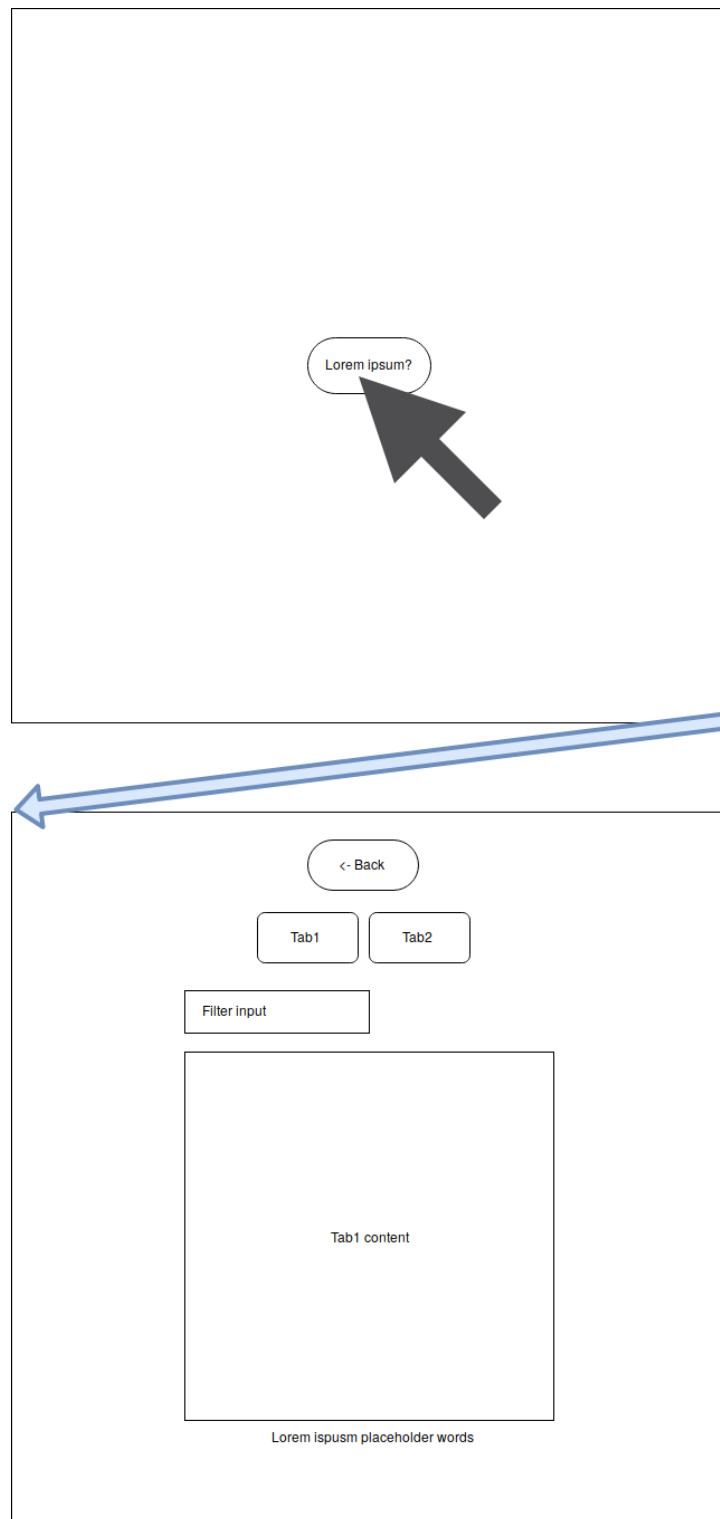 Lorem ipsum?
<- Back
Tab1 Tab2
Filter input
Tab1 content
Lorem ispusm placeholder words